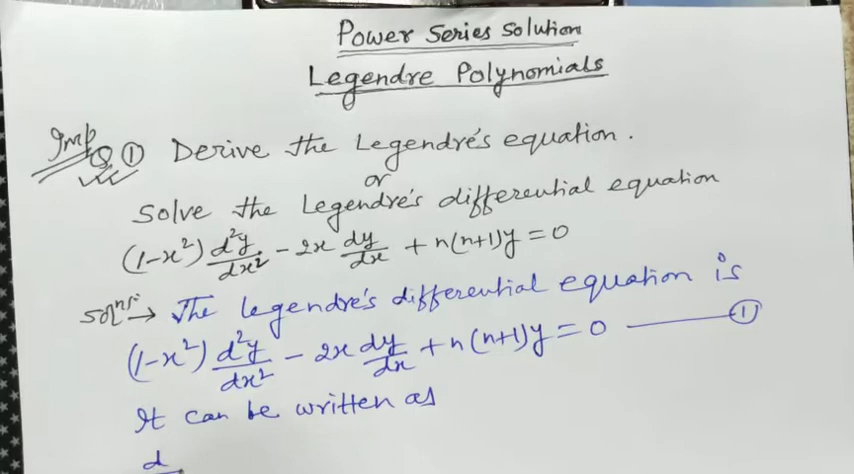 Power Series Solution
Legendre Polynomials
Imp Q ① Derive the Legendre's equation.
or
Solve the Legendre's differential equation
(1-x²) d²y/dx² - 2x dy/dx + n(n+1)y = 0
Solⁿ:→ The Legendre's differential equation is
(1-x²) d²y/dx² - 2x dy/dx + n(n+1)y = 0 — ①
It can be written as
d